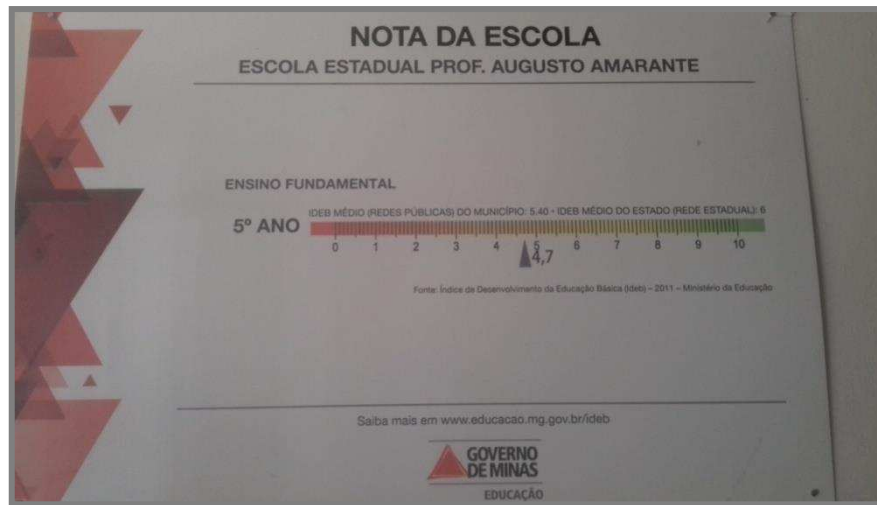 NOTA DA ESCOLA
ESCOLA ESTADUAL PROF. AUGUSTO AMARANTE
ENSINO FUNDAMENTAL
IDEB MÉDIO (REDES PÚBLICAS) DO MUNICÍPIO: 5.40 - IDEB MÉDIO DO ESTADO (REDE ESTADUAL): 6
5º ANO
0 1 2 3 4 5 6 7 8 9 10
4,7
Fonte: Índice de Desenvolvimento da Educação Básica (Ideb) – 2011 – Ministério da Educação
Saiba mais em www.educacao.mg.gov.br/ideb
GOVERNO
DE MINAS
EDUCAÇÃO